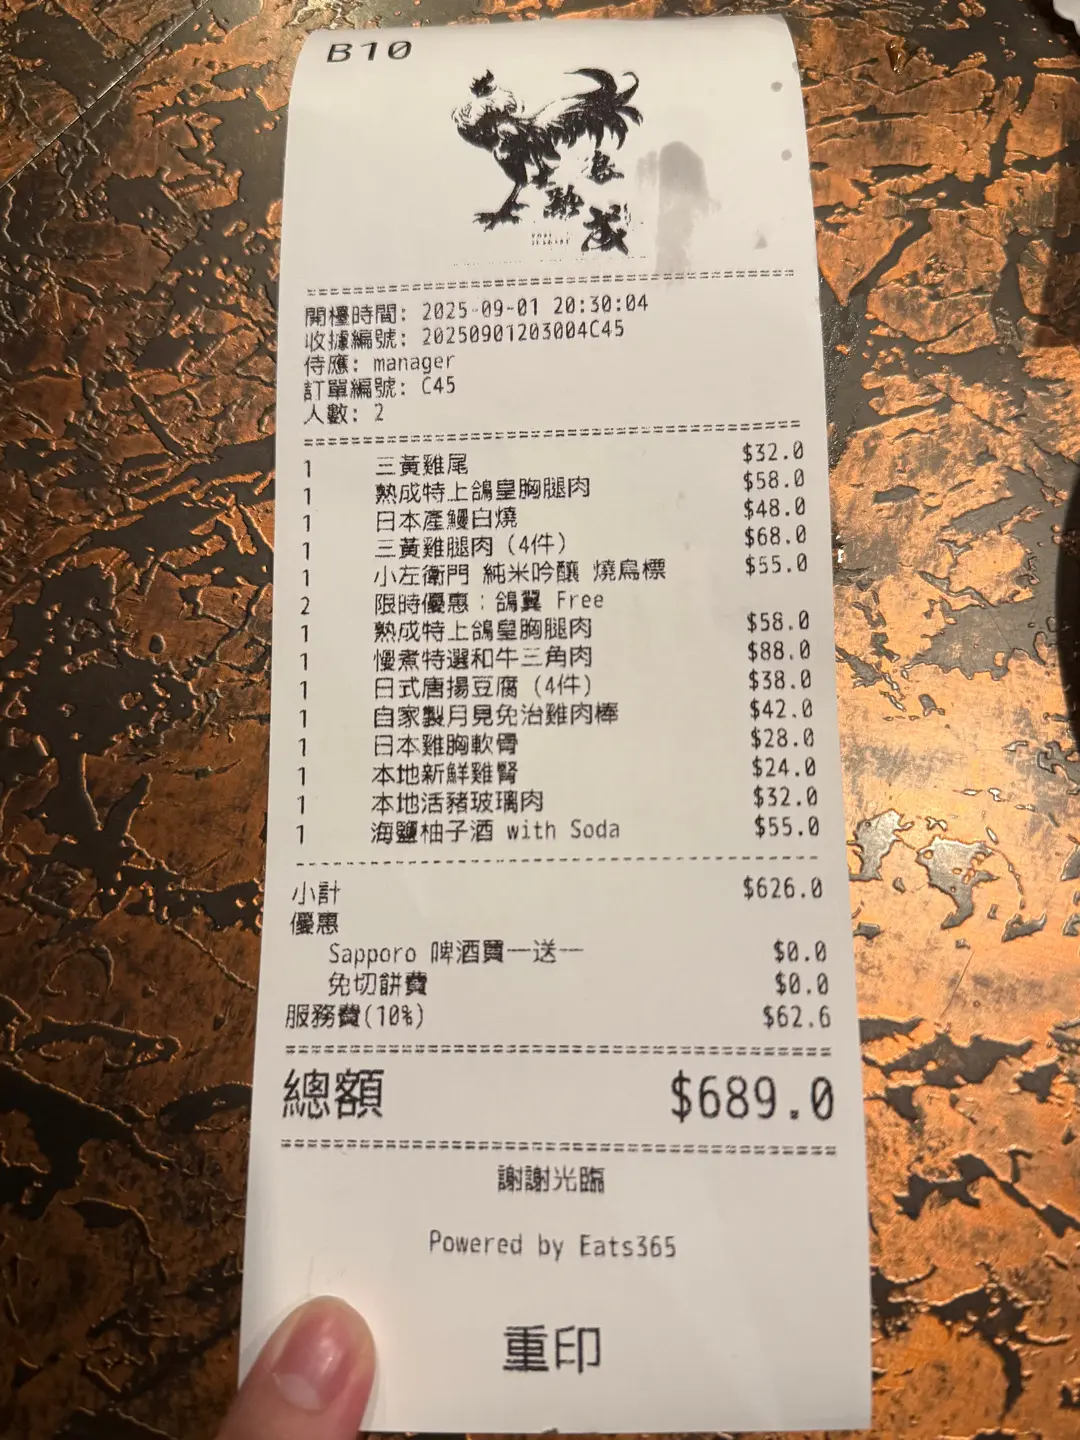 B10
開檯時間: 2025-09-01 20:30:04
收據編號: 20250901203004C45
侍應: manager
訂單編號: C45
人數: 2
1 三黃雞尾 $32.0
1 熟成特上鴿皇胸腿肉 $58.0
1 日本產鰻白燒 $48.0
1 三黃雞腿肉 (4件) $68.0
1 小左衛門 純米吟釀 燒鳥標 $55.0
2 限時優惠：鴿翼 Free
1 熟成特上鴿皇胸腿肉 $58.0
1 慢煮特選和牛三角肉 $88.0
1 日式唐揚豆腐 (4件) $38.0
1 自家製月見免治雞肉棒 $42.0
1 日本雞胸軟骨 $28.0
1 本地新鮮雞腎 $24.0
1 本地活豬玻璃肉 $32.0
1 海鹽柚子酒 with Soda $55.0
小計 $626.0
優惠
Sapporo 啤酒買一送一 $0.0
免切餅費 $0.0
服務費(10%) $62.6
總額 $689.0
謝謝光臨
Powered by Eats365
重印